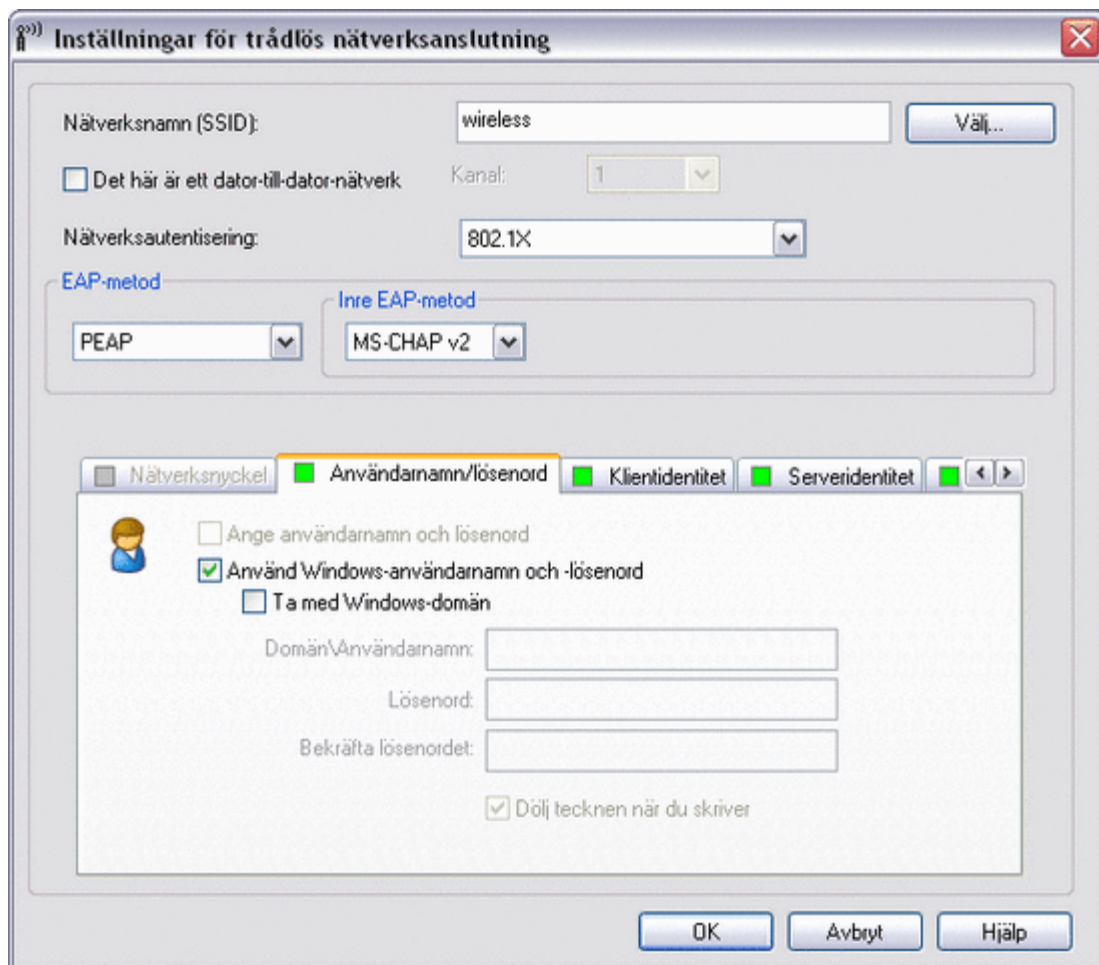 Inställningar för trådlös nätverksanslutning
Nätverksnamn (SSID): wireless Välj...
Det här är ett dator-till-dator-nätverk Kanal: 1
Nätverksautentisering: 802.1X
EAP-metod
Inre EAP-metod
PEAP MS-CHAP v2
Nätverksnyckel Användarnamn/lösenord Klientidentitet Serveridentitet
Ange användarnamn och lösenord
Använd Windows-användarnamn och -lösenord
Ta med Windows-domän
Domän\Användarnamn:
Lösenord:
Bekräfta lösenordet:
Dölj tecknen när du skriver
OK Avbryt Hjälp